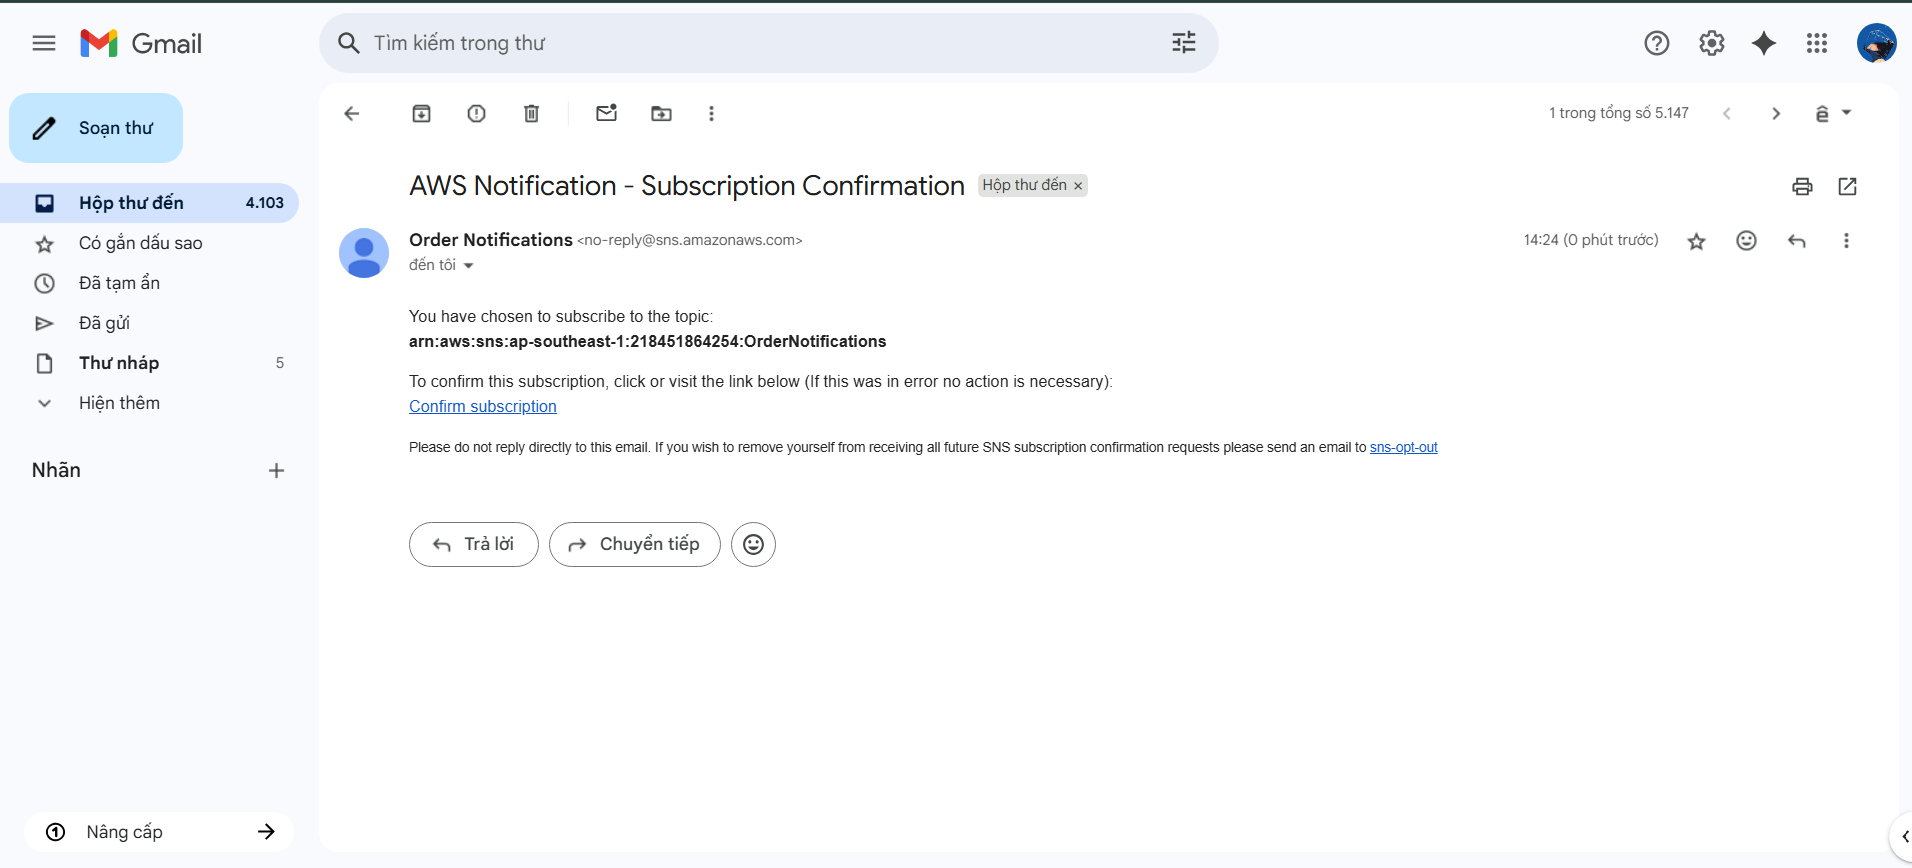 Gmail
Tìm kiếm trong thư
Soạn thư
1 trong tổng số 5.147
Hộp thư đến 4.103
Có gắn dấu sao
Đã tạm ẩn
Đã gửi
Thư nháp 5
Hiện thêm
Nhãn
Nâng cấp
AWS Notification - Subscription Confirmation Hộp thư đến ×
Order Notifications <no-reply@sns.amazonaws.com> 14:24 (0 phút trước)
đến tôi
You have chosen to subscribe to the topic:
arn:aws:sns:ap-southeast-1:218451864254:OrderNotifications
To confirm this subscription, click or visit the link below (If this was in error no action is necessary):
Confirm subscription
Please do not reply directly to this email. If you wish to remove yourself from receiving all future SNS subscription confirmation requests please send an email to sns-opt-out
Trả lời
Chuyển tiếp